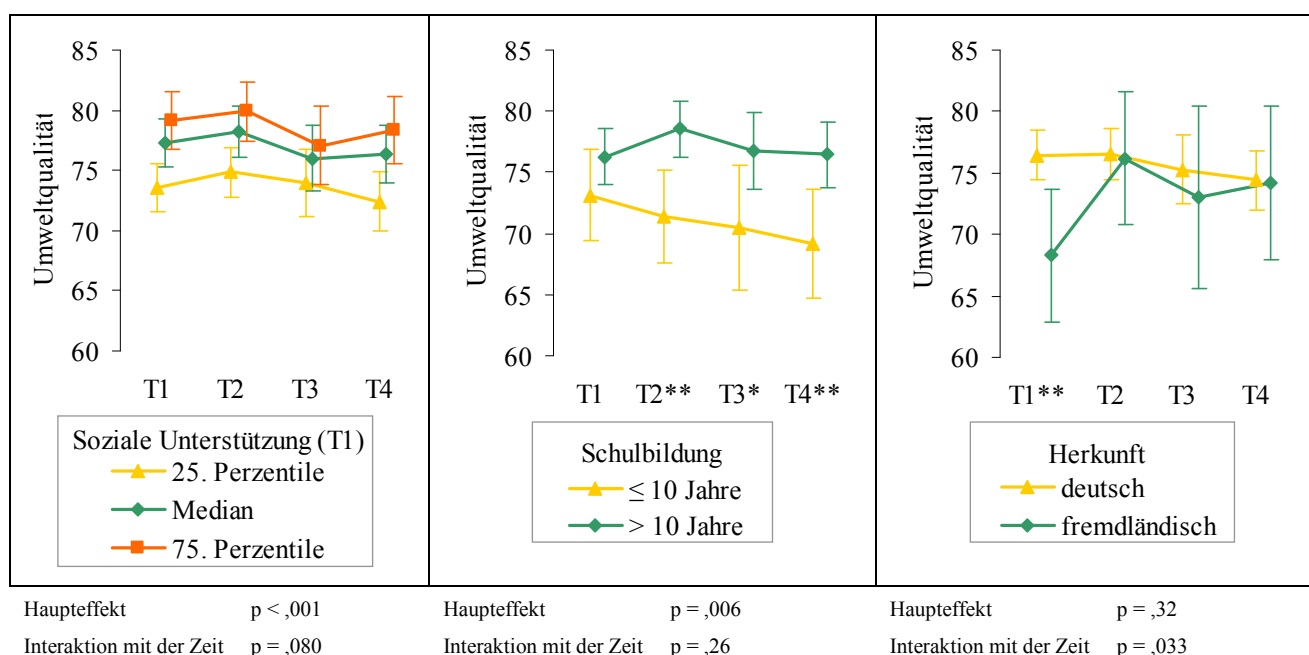 85
80
75
70
65
60
Umweltqualität
T1 T2 T3 T4
Soziale Unterstützung (T1)
25. Perzentile
Median
75. Perzentile
85
80
75
70
65
60
Umweltqualität
T1 T2** T3* T4**
Schulbildung
≤ 10 Jahre
> 10 Jahre
85
80
75
70
65
60
Umweltqualität
T1** T2 T3 T4
Herkunft
deutsch
fremdländisch
Haupteffekt p < ,001
Interaktion mit der Zeit p = ,080
Haupteffekt p = ,006
Interaktion mit der Zeit p = ,26
Haupteffekt p = ,32
Interaktion mit der Zeit p = ,033